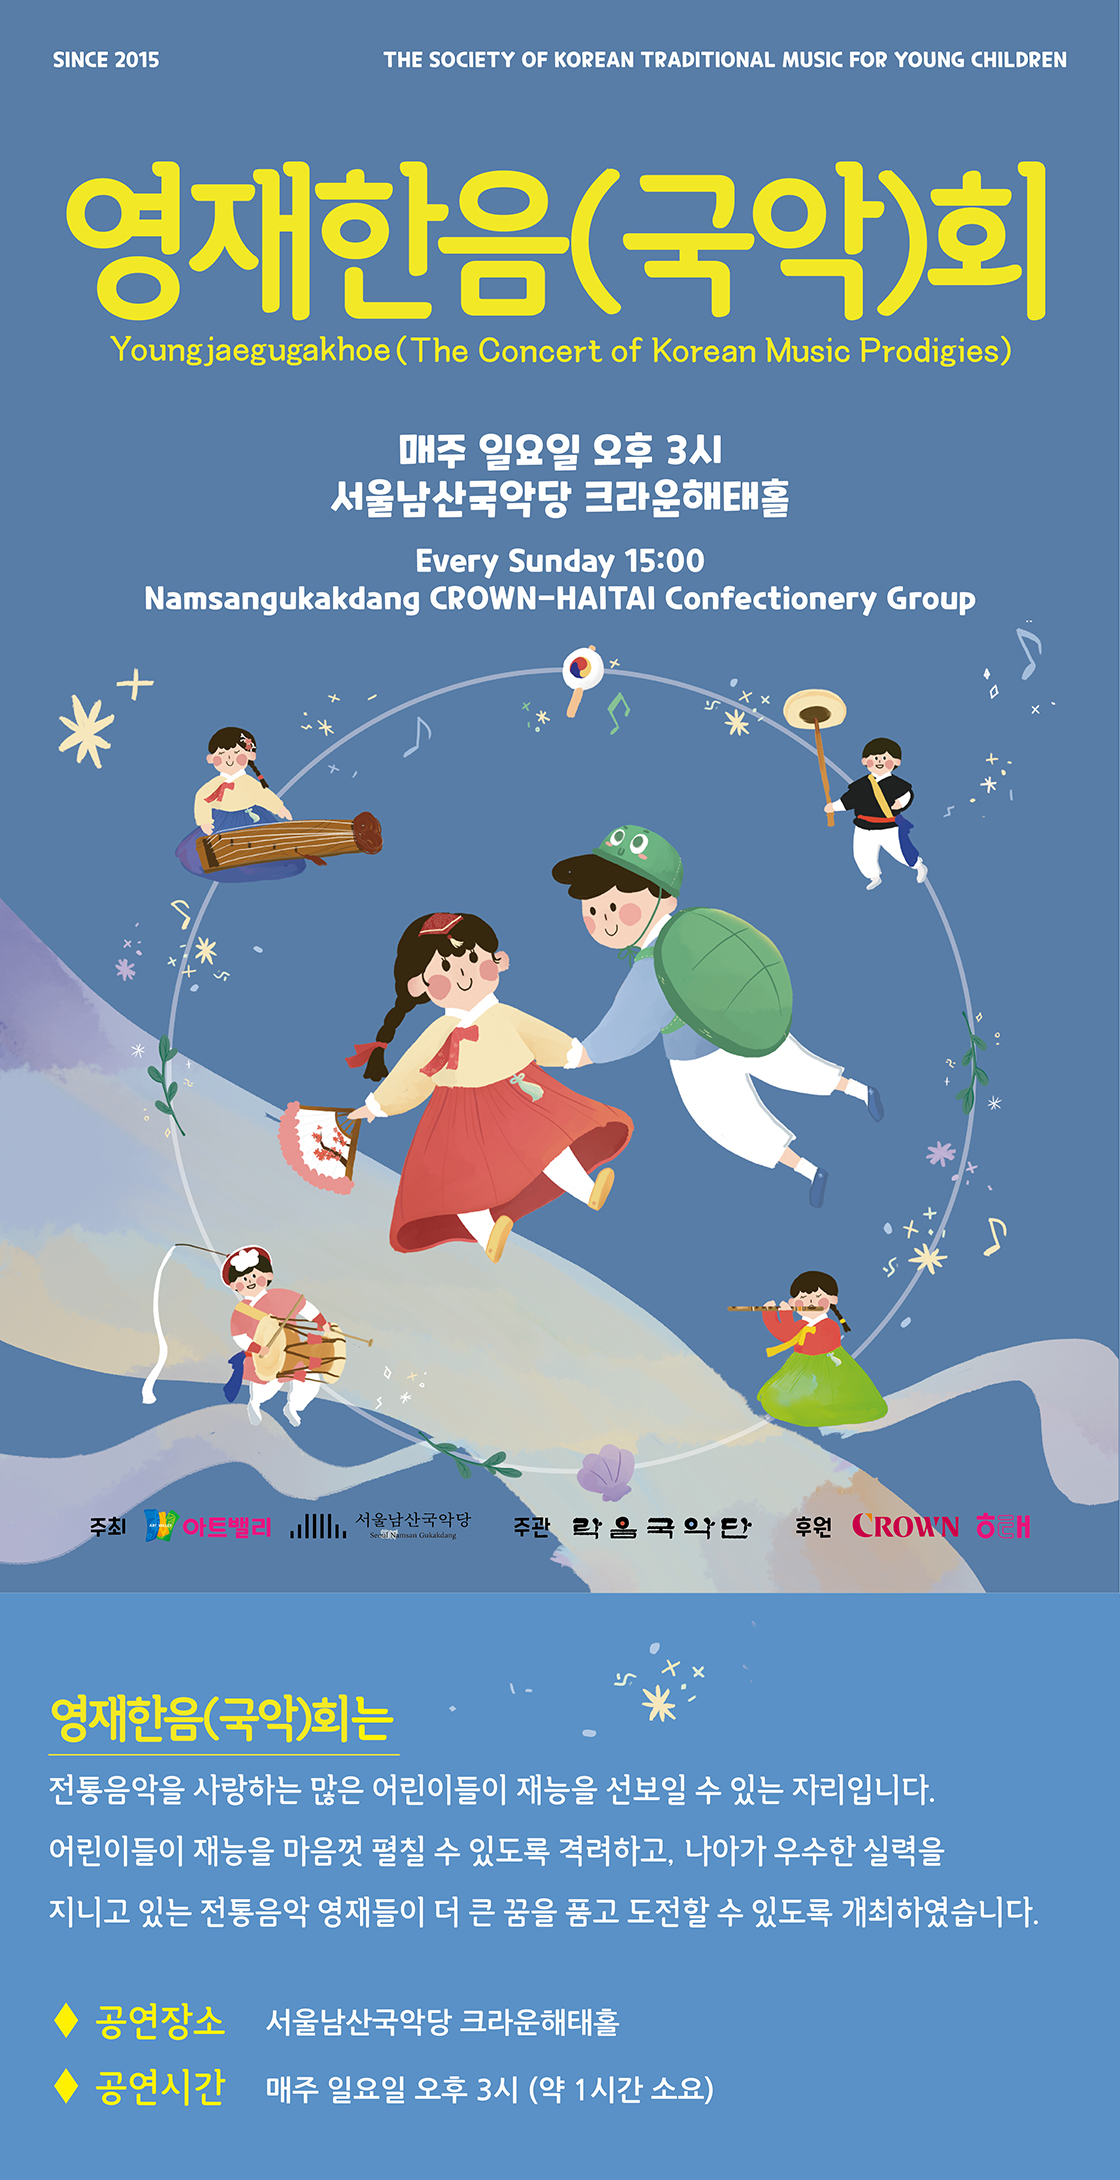 SINCE 2015
THE SOCIETY OF KOREAN TRADITIONAL MUSIC FOR YOUNG CHILDREN
영재한음(국악)회
Youngjaegugakhoe(The Concert of Korean Music Prodigies)
매주 일요일 오후 3시
서울남산국악당 크라운해태홀
Every Sunday 15:00
Namsangukakdang CROWN-HAITAI Confectionery Group
주최 아트밸리 서울남산국악당 주관 락음국악단 후원 CROWN 해태
Seoul Namsan Gukakdang
영재한음(국악)회는
전통음악을 사랑하는 많은 어린이들이 재능을 선보일 수 있는 자리입니다.
어린이들이 재능을 마음껏 펼칠 수 있도록 격려하고, 나아가 우수한 실력을
지니고 있는 전통음악 영재들이 더 큰 꿈을 품고 도전할 수 있도록 개최하였습니다.
♦ 공연장소 서울남산국악당 크라운해태홀
♦ 공연시간 매주 일요일 오후 3시 (약 1시간 소요)